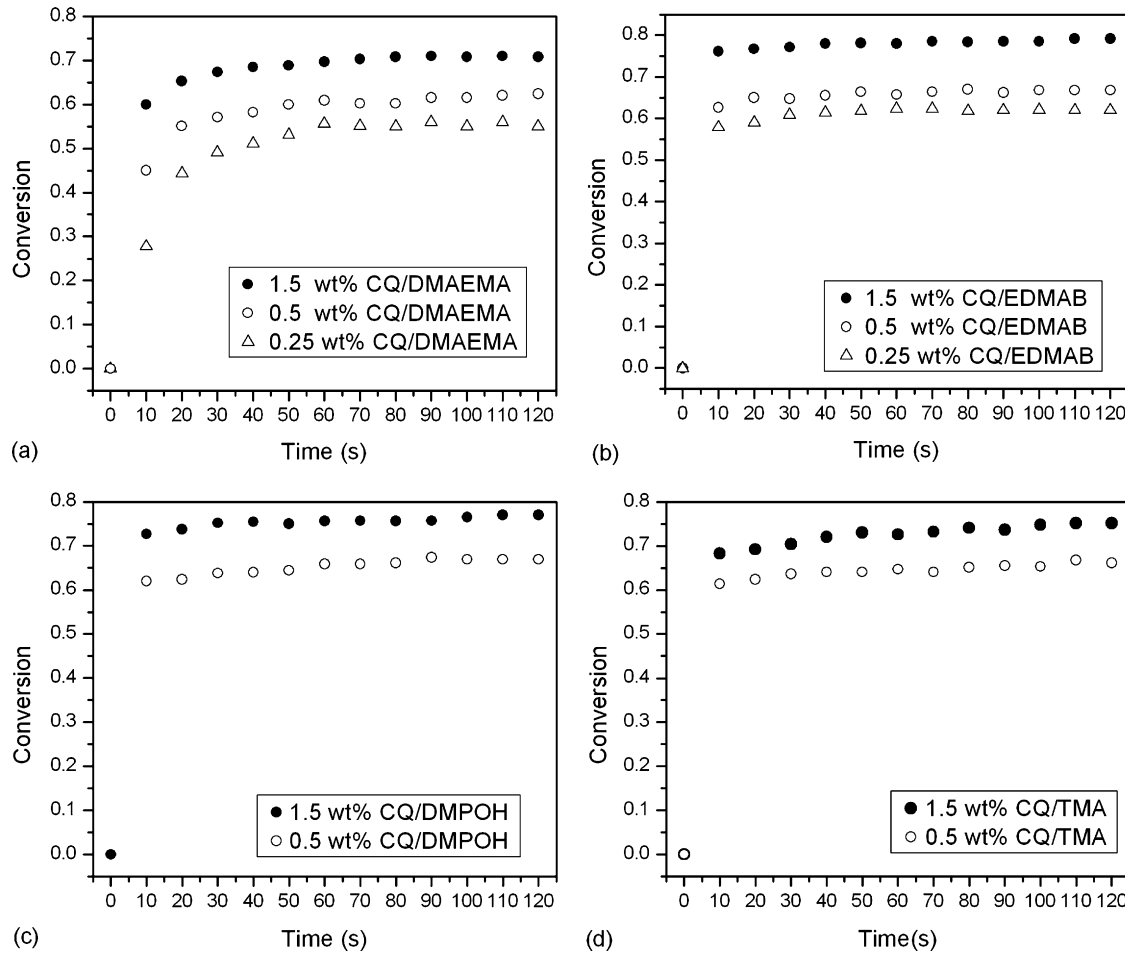 0.8
0.7
0.6
0.5
0.4
0.3
0.2
0.1
0.0
Conversion
1.5 wt% CQ/DMAEMA
0.5 wt% CQ/DMAEMA
0.25 wt% CQ/DMAEMA
0 10 20 30 40 50 60 70 80 90 100 110 120
(a)
Time (s)
0.8
0.7
0.6
0.5
0.4
0.3
0.2
0.1
0.0
Conversion
1.5 wt% CQ/EDMAB
0.5 wt% CQ/EDMAB
0.25 wt% CQ/EDMAB
0 10 20 30 40 50 60 70 80 90 100 110 120
(b)
Time (s)
0.8
0.7
0.6
0.5
0.4
0.3
0.2
0.1
0.0
Conversion
1.5 wt% CQ/DMPOH
0.5 wt% CQ/DMPOH
0 10 20 30 40 50 60 70 80 90 100 110 120
(c)
Time (s)
0.8
0.7
0.6
0.5
0.4
0.3
0.2
0.1
0.0
Conversion
1.5 wt% CQ/TMA
0.5 wt% CQ/TMA
0 10 20 30 40 50 60 70 80 90 100 110 120
(d)
Time(s)